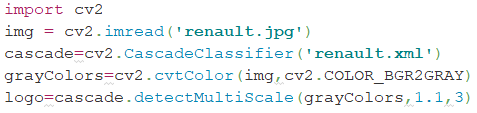 import cv2
img = cv2.imread('renault.jpg')
cascade=cv2.CascadeClassifier('renault.xml')
grayColors=cv2.cvtColor(img,cv2.COLOR_BGR2GRAY)
logo=cascade.detectMultiScale(grayColors,1.1,3)